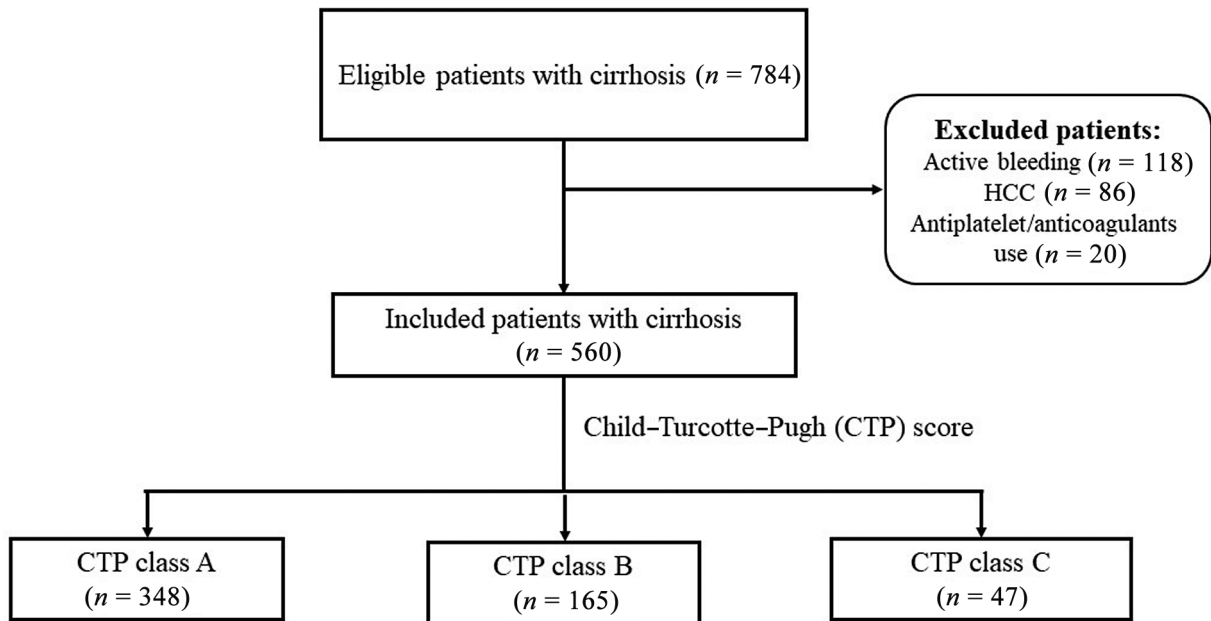 Eligible patients with cirrhosis (n = 784)
Excluded patients:
Active bleeding (n = 118)
HCC (n = 86)
Antiplatelet/anticoagulants
use (n = 20)
Included patients with cirrhosis
(n = 560)
Child–Turcotte–Pugh (CTP) score
CTP class A
(n = 348)
CTP class B
(n = 165)
CTP class C
(n = 47)